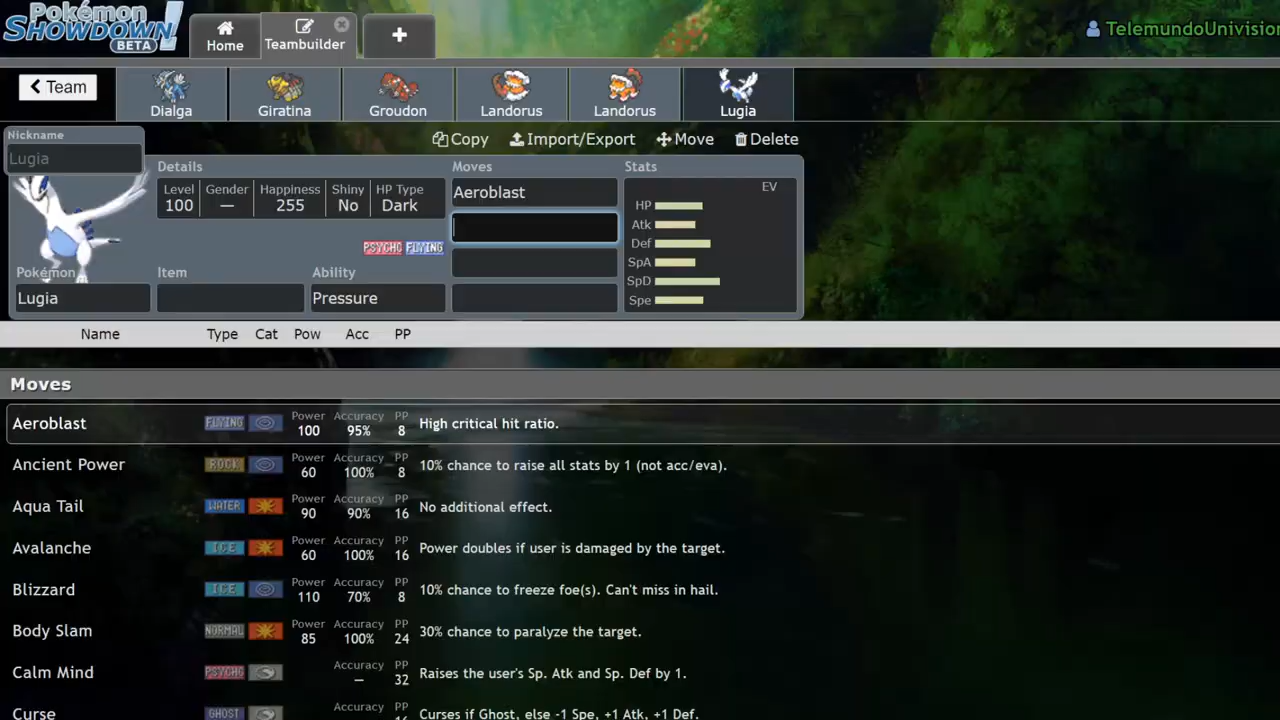 Pokémon
SHOWDOWN!
BETA
Home
Teambuilder
TelemundoUnivision
Team
Dialga
Giratina
Groudon
Landorus
Landorus
Lugia
Copy
Import/Export
Move
Delete
Nickname
Lugia
Details
Level
100
Gender
—
Happiness
255
Shiny
No
HP Type
Dark
PSYCHC FLYING
Pokémon
Lugia
Item
Ability
Pressure
Moves
Aeroblast
Stats
EV
HP
Atk
Def
SpA
SpD
Spe
Name Type Cat Pow Acc PP
Moves
Aeroblast FLYING Power 100 Accuracy 95% PP 8 High critical hit ratio.
Ancient Power ROCK Power 60 Accuracy 100% PP 8 10% chance to raise all stats by 1 (not acc/eva).
Aqua Tail WATER Power 90 Accuracy 90% PP 16 No additional effect.
Avalanche ICE Power 60 Accuracy 100% PP 16 Power doubles if user is damaged by the target.
Blizzard ICE Power 110 Accuracy 70% PP 8 10% chance to freeze foe(s). Can't miss in hail.
Body Slam NORMAL Power 85 Accuracy 100% PP 24 30% chance to paralyze the target.
Calm Mind PSYCHC Accuracy — PP 32 Raises the user's Sp. Atk and Sp. Def by 1.
Curse GHOST Accuracy PP 16 Curses if Ghost, else -1 Spe, +1 Atk, +1 Def.